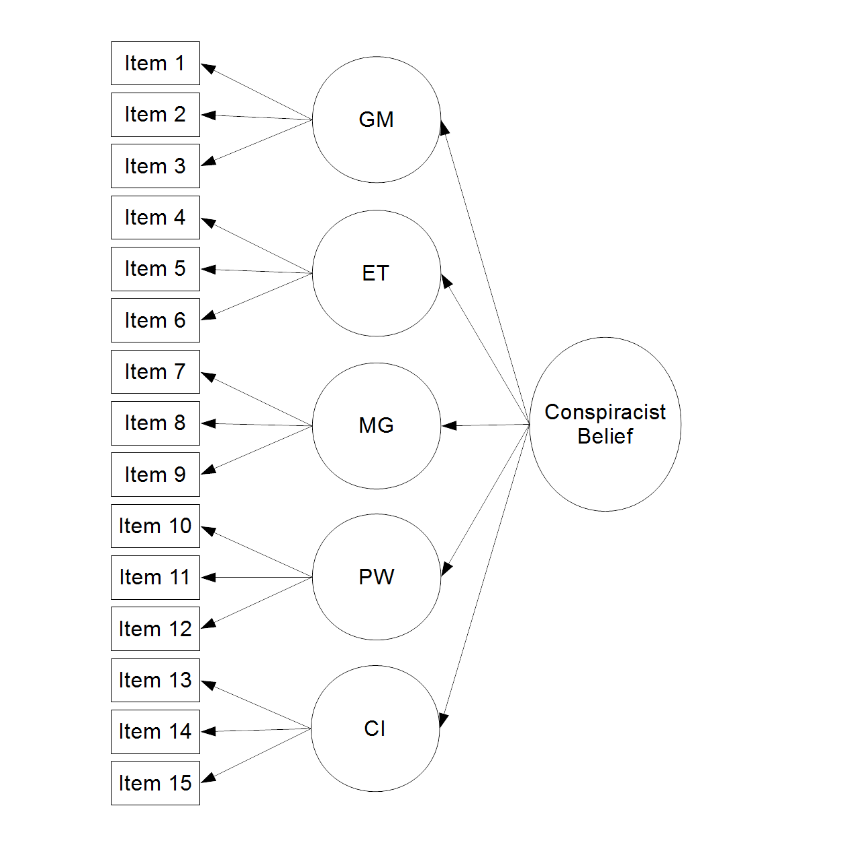 Item 1
Item 2
Item 3
Item 4
Item 5
Item 6
Item 7
Item 8
Item 9
Item 10
Item 11
Item 12
Item 13
Item 14
Item 15
GM
ET
MG
PW
CI
Conspiracist
Belief